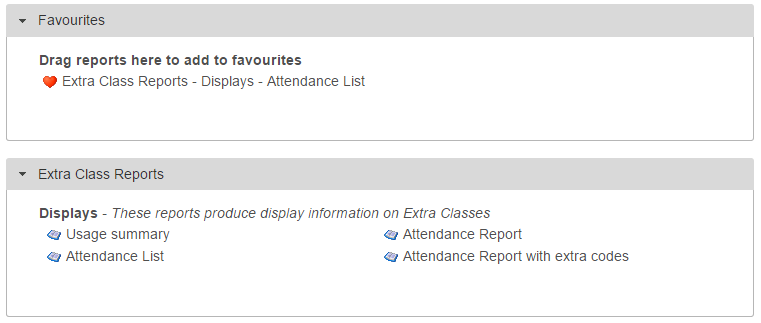 Favourites
Drag reports here to add to favourites
Extra Class Reports - Displays - Attendance List
Extra Class Reports
Displays - These reports produce display information on Extra Classes
Usage summary
Attendance Report
Attendance List
Attendance Report with extra codes